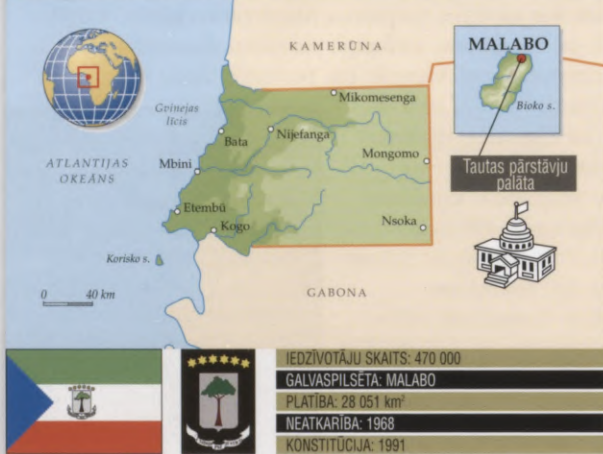 KAMERŪNA
MALABO
Bioko s.
Gvinejas
līcis
Mikomesenga
Bata
Nijefanga
Mongomo
Mbini
ATLANTIJAS
OKEĀNS
Tautas pārstāvju
palāta
Etembū
Kogo
Nsoka
Korisko s.
0 40 km
GABONA
IEDZĪVOTĀJU SKAITS: 470 000
GALVASPILSĒTA: MALABO
PLATĪBA: 28 051 km²
NEATKARĪBA: 1968
KONSTITŪCIJA: 1991